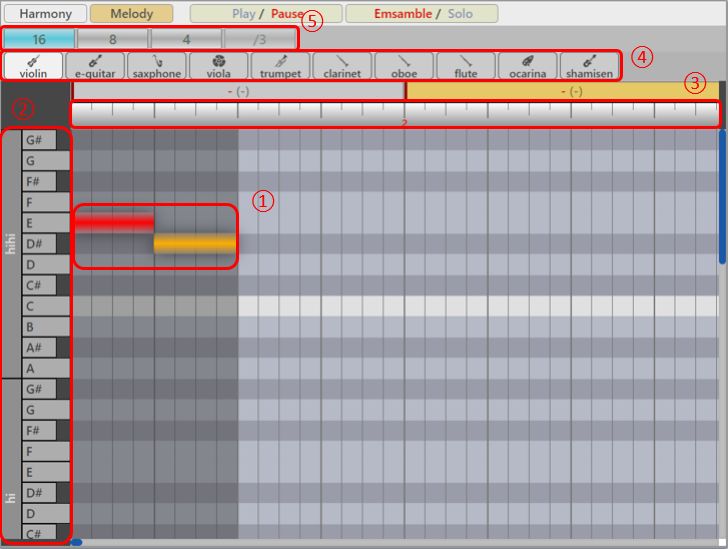 Harmony Melody Play / Pause Emsamble / Solo
⑤
16 8 4 /3
violin e-quitar saxphone viola trumpet clarinet oboe flute ocarina shamisen ④
- (-) - (-) ③
②
2
G#
G
F#
F
E ①
D#
hihi
D
C#
C
B
A#
A
G#
G
F#
F
E
hi
D#
D
C#